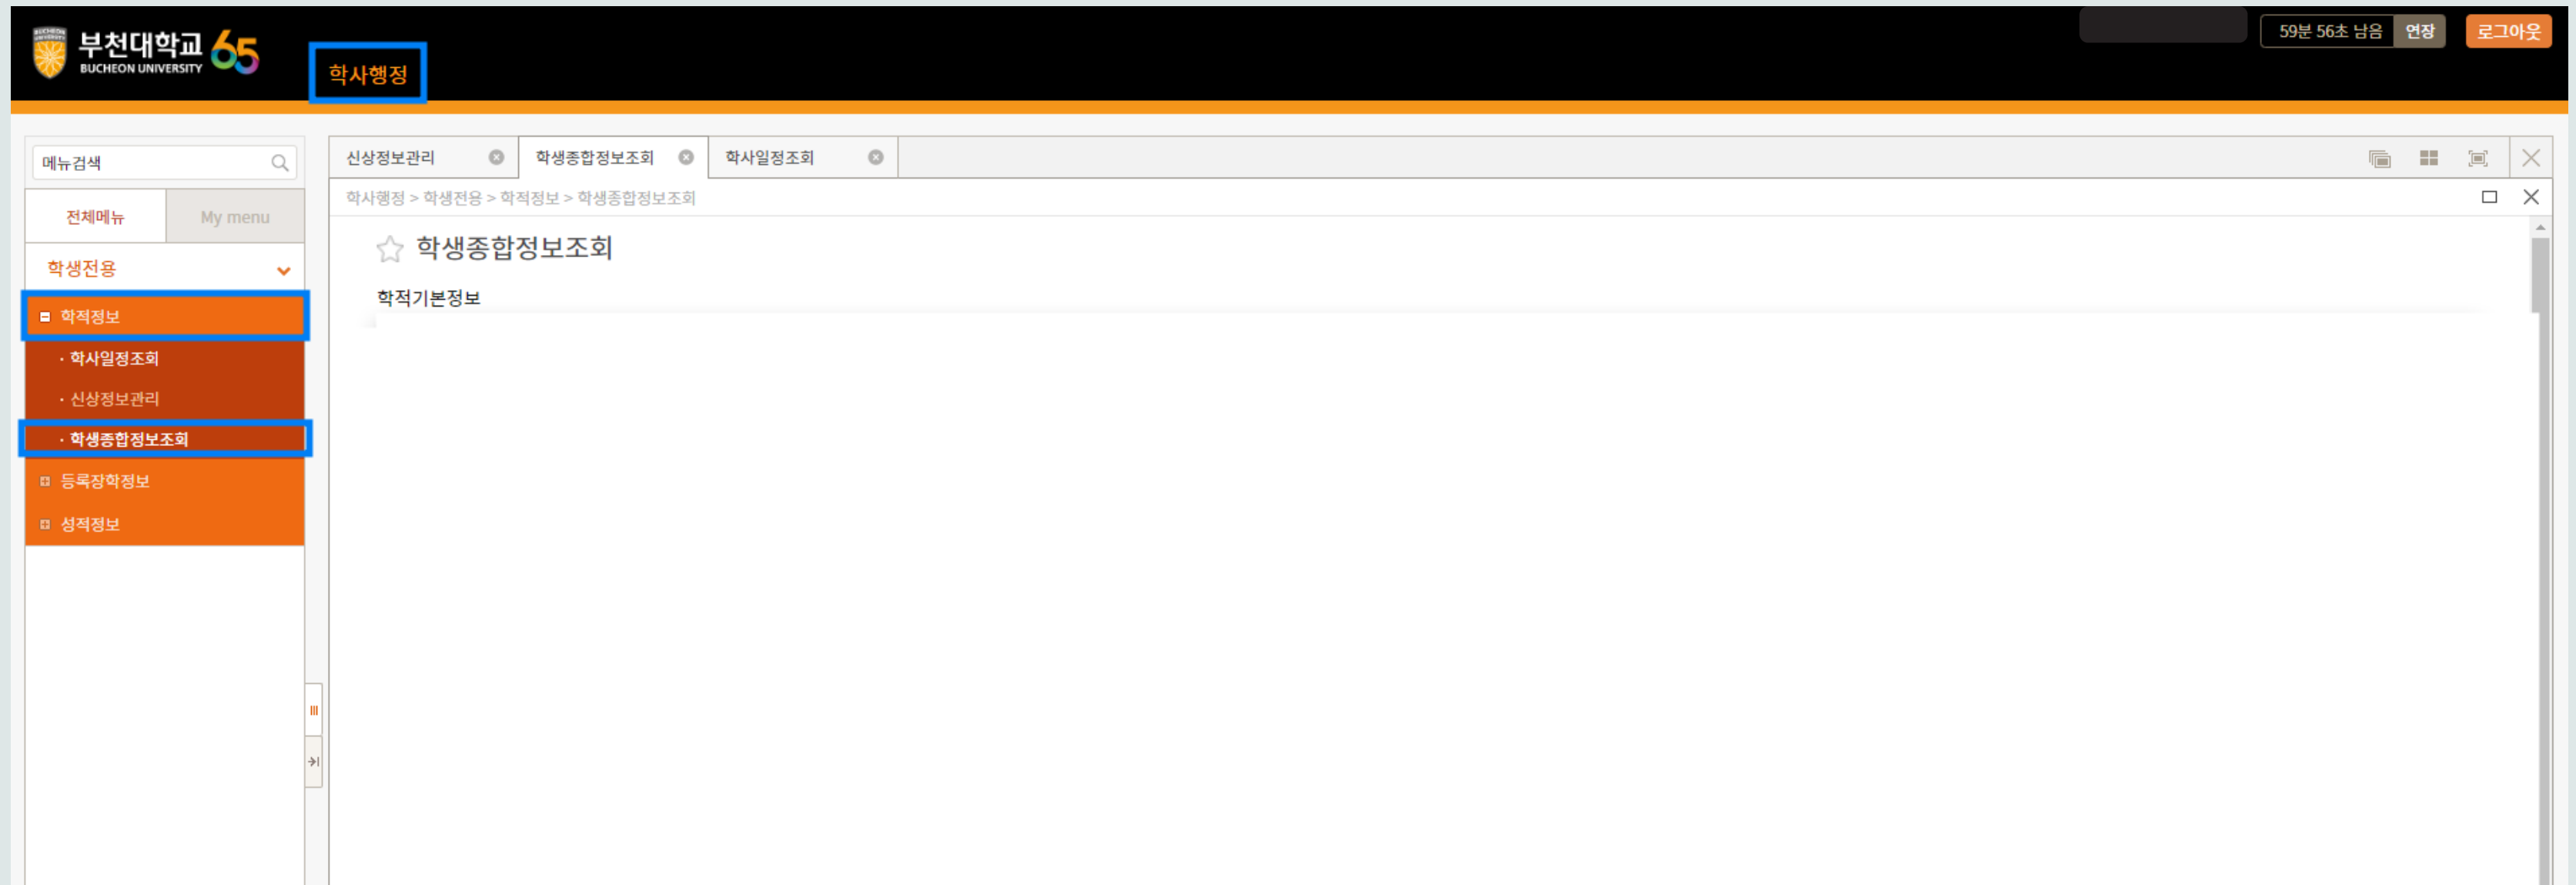 부천대학교 65
BUCHEON UNIVERSITY
학사행정
59분 56초 남음 연장 로그아웃
메뉴검색
전체메뉴 My menu
학생전용
학적정보
· 학사일정조회
· 신상정보관리
· 학생종합정보조회
등록장학정보
성적정보
신상정보관리 학생종합정보조회 학사일정조회
학사행정 > 학생전용 > 학적정보 > 학생종합정보조회
학생종합정보조회
학적기본정보